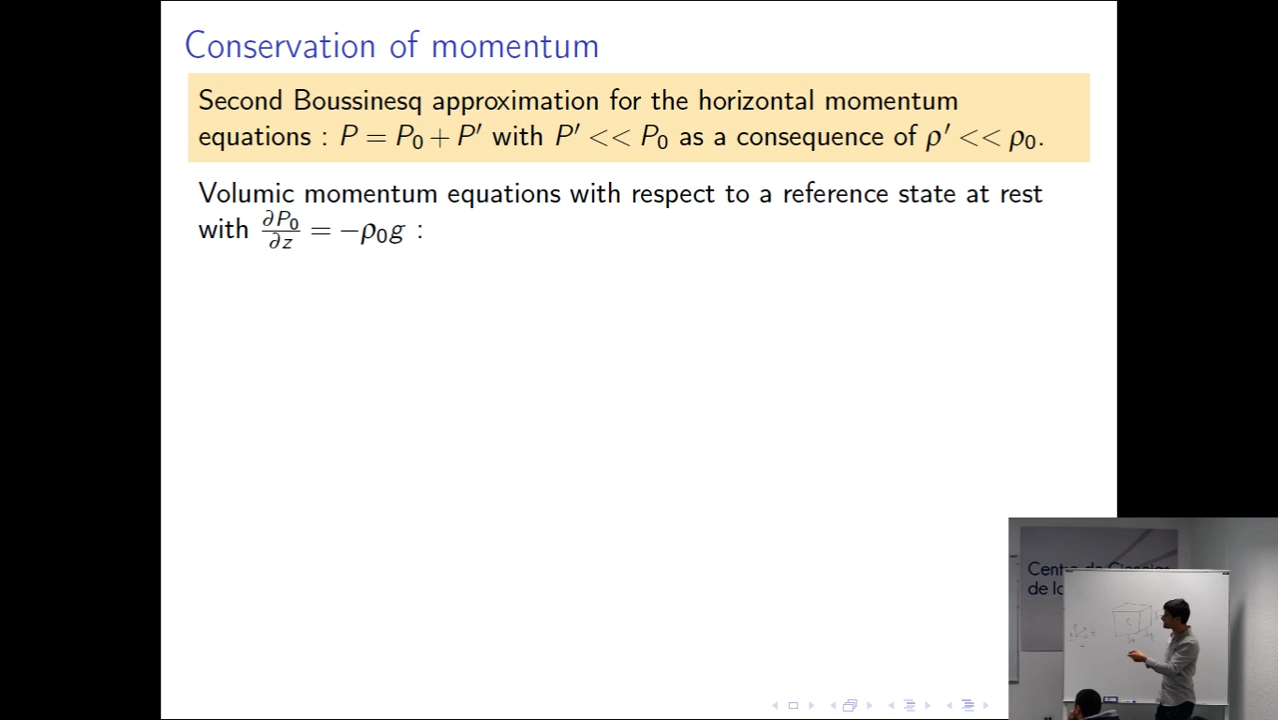 Conservation of momentum
Second Boussinesq approximation for the horizontal momentum
equations : P = P₀ + P′ with P′ << P₀ as a consequence of ρ′ << ρ₀.
Volumic momentum equations with respect to a reference state at rest
with ∂P₀/∂z = −ρ₀g :
de